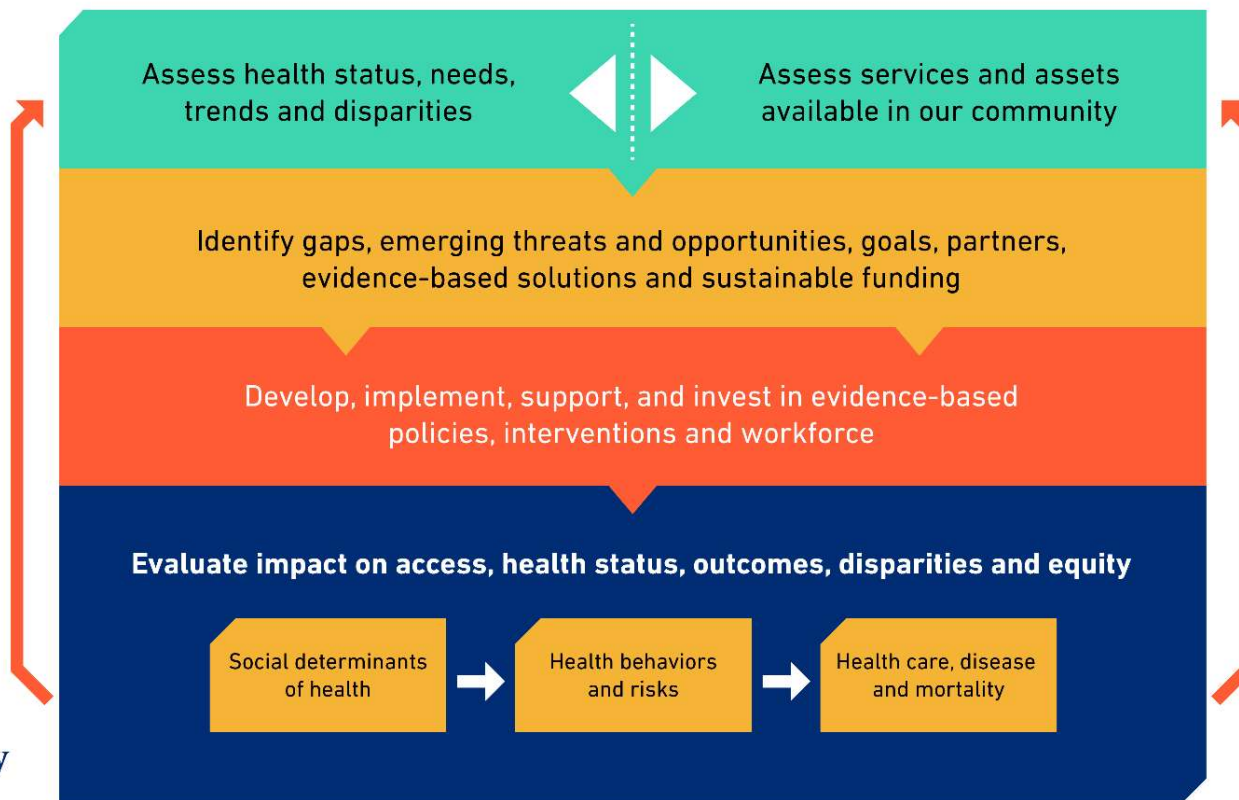 Assess health status, needs,
trends and disparities
Assess services and assets
available in our community
Identify gaps, emerging threats and opportunities, goals, partners,
evidence-based solutions and sustainable funding
Develop, implement, support, and invest in evidence-based
policies, interventions and workforce
Evaluate impact on access, health status, outcomes, disparities and equity
Social determinants
of health
Health behaviors
and risks
Health care, disease
and mortality